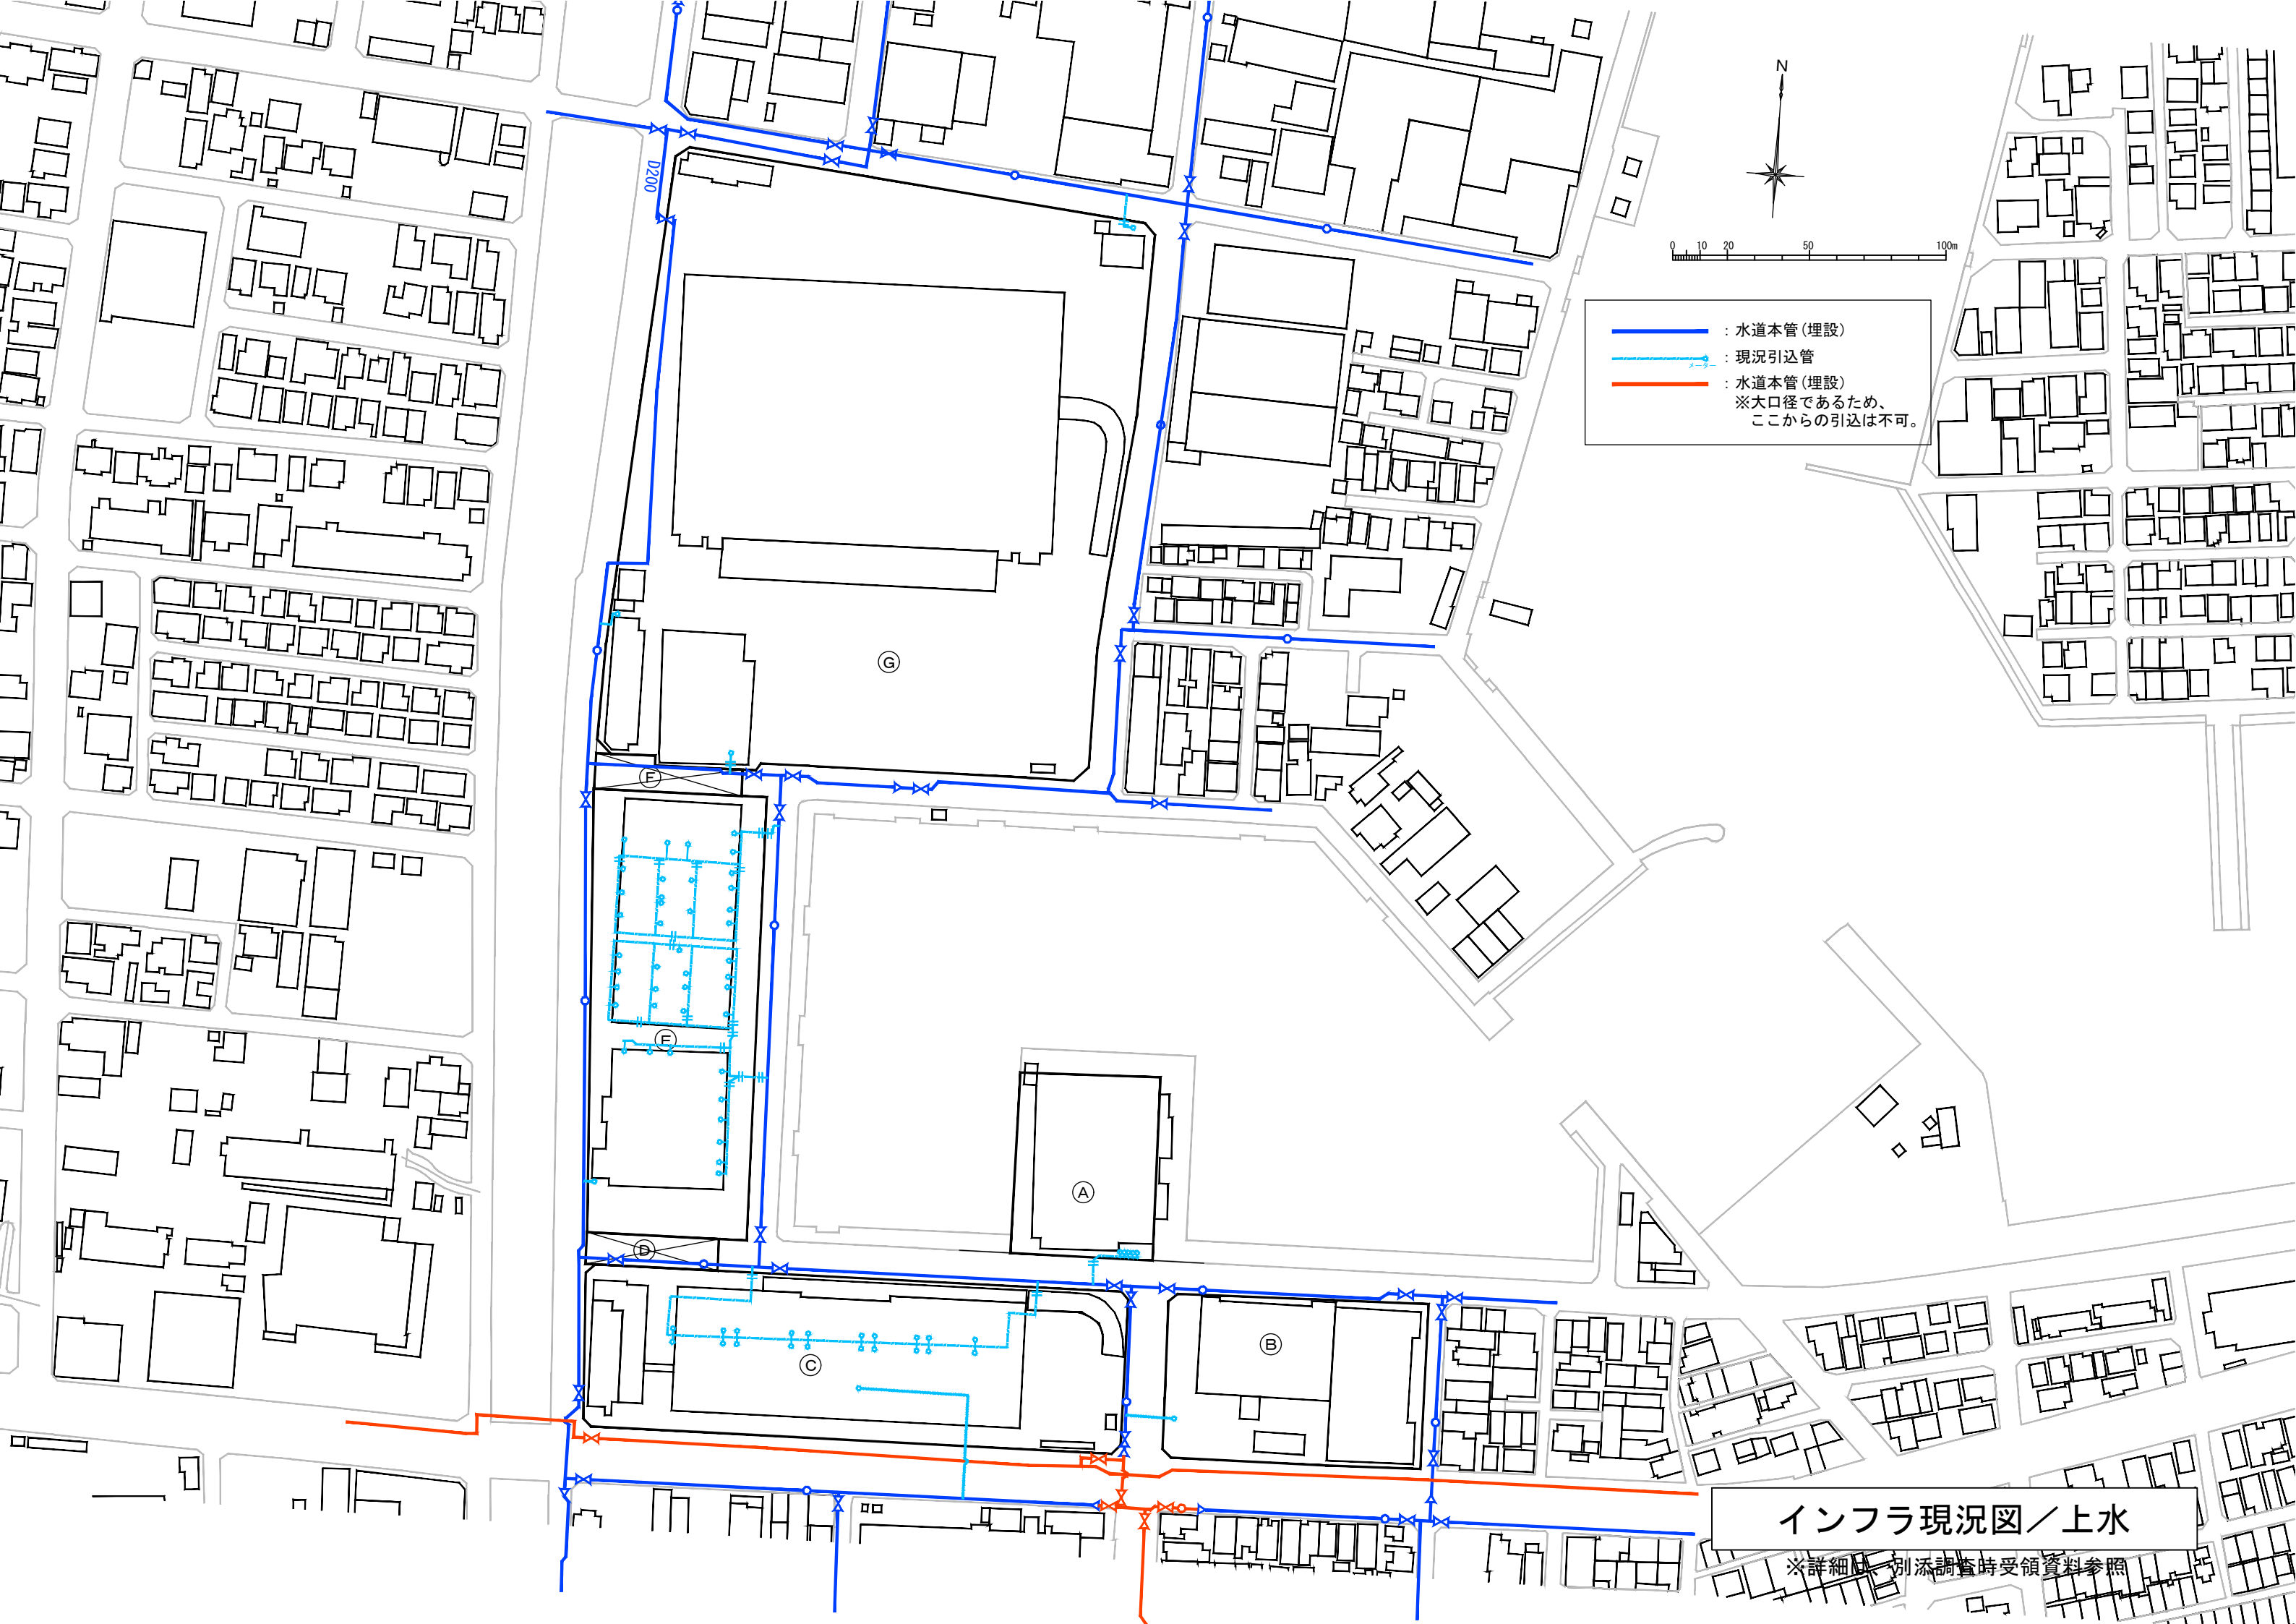 N
0 10 20 50 100m
：水道本管(埋設)
：現況引込管
メーター
：水道本管(埋設)
※大口径であるため、
ここからの引込は不可。
D200
G
F
E
A
D
B
C
インフラ現況図／上水
※詳細は、別添調査時受領資料参照